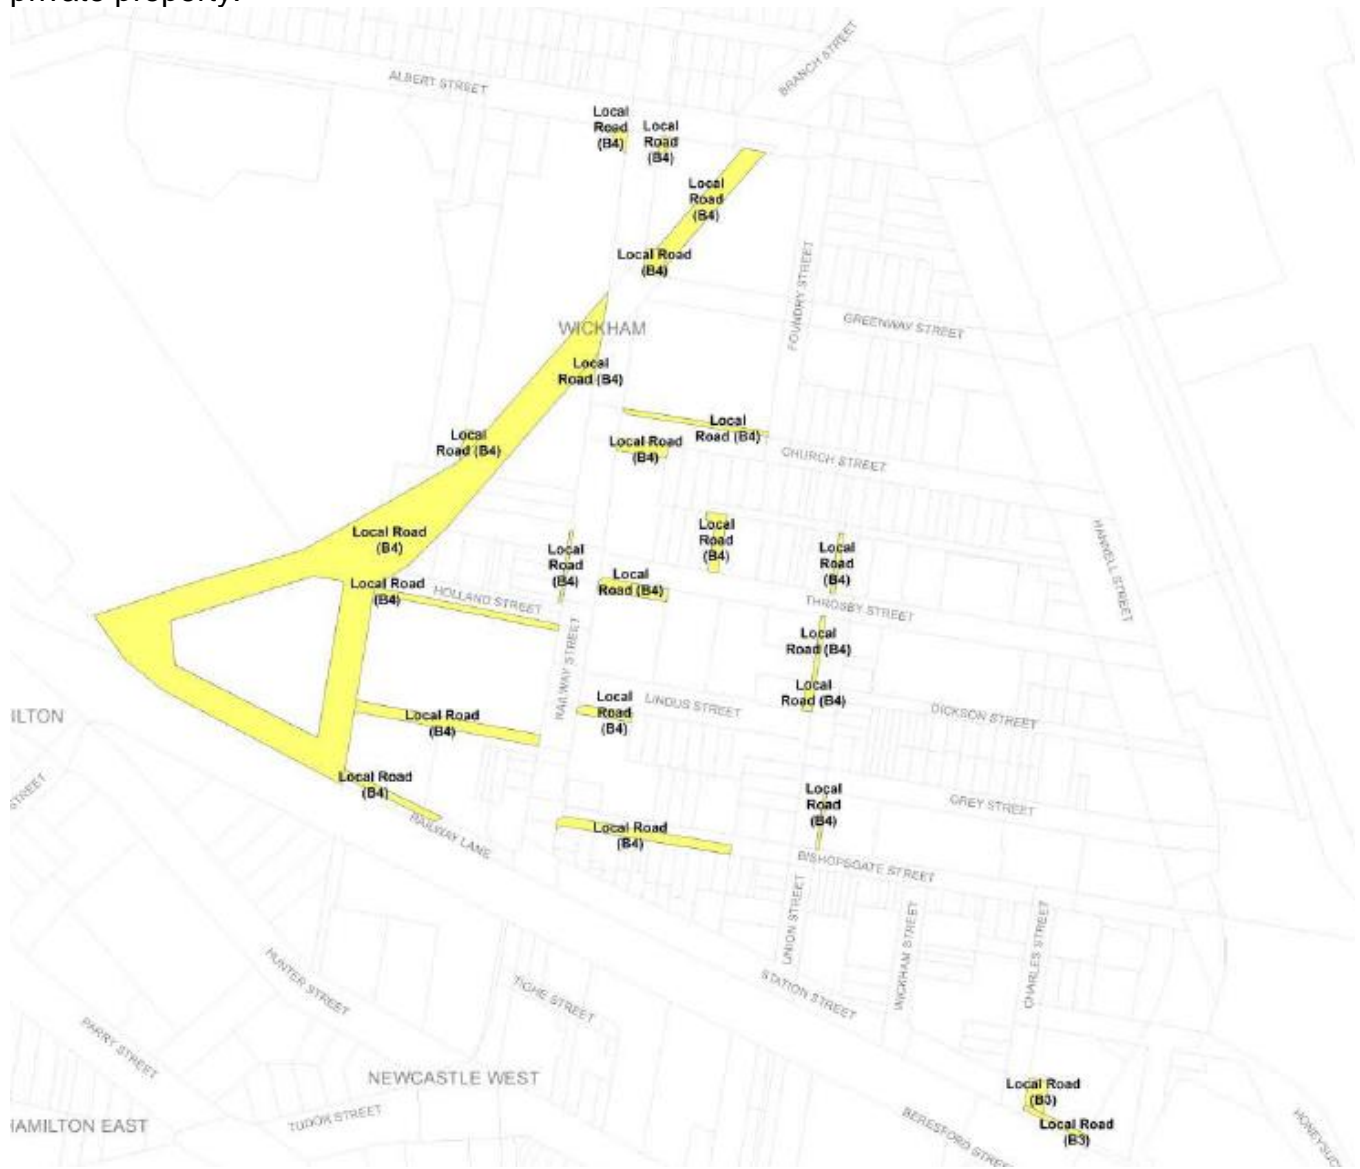 private property.
BRANCH STREET
ALBERT STREET
Local
Road
(B4)
Local
Road
(B4)
Local
Road
(B4)
Local Road
(B4)
FOUNDRY STREET
GREENWAY STREET
WICKHAM
Local
Road (B4)
Local
Road (B4)
Local
Road (B4)
Local Road
(B4)
CHURCH STREET
Local Road
(B4)
Local
Road
(B4)
Local
Road
(B4)
Local
Road
(B4)
HANNELL STREET
Local Road
(B4)
HOLLAND STREET
Local
Road (B4)
THROSBY STREET
Local
Road (B4)
RAILWAY STREET
Local
Road (B4)
LINDUS STREET
Local
Road
(B4)
DICKSON STREET
ILTON
Local Road
(B4)
STREET
Local Road
(B4)
Local
Road
(B4)
GREY STREET
RAILWAY LANE
Local Road
(B4)
BISHOPSGATE STREET
UNION STREET
WICKHAM STREET
CHARLES STREET
STATION STREET
HUNTER STREET
TIGHE STREET
PARRY STREET
NEWCASTLE WEST
Local Road
(B3)
Local Road
(B3)
HAMILTON EAST
TUDOR STREET
BERESFORD STREET
HONEYSUC